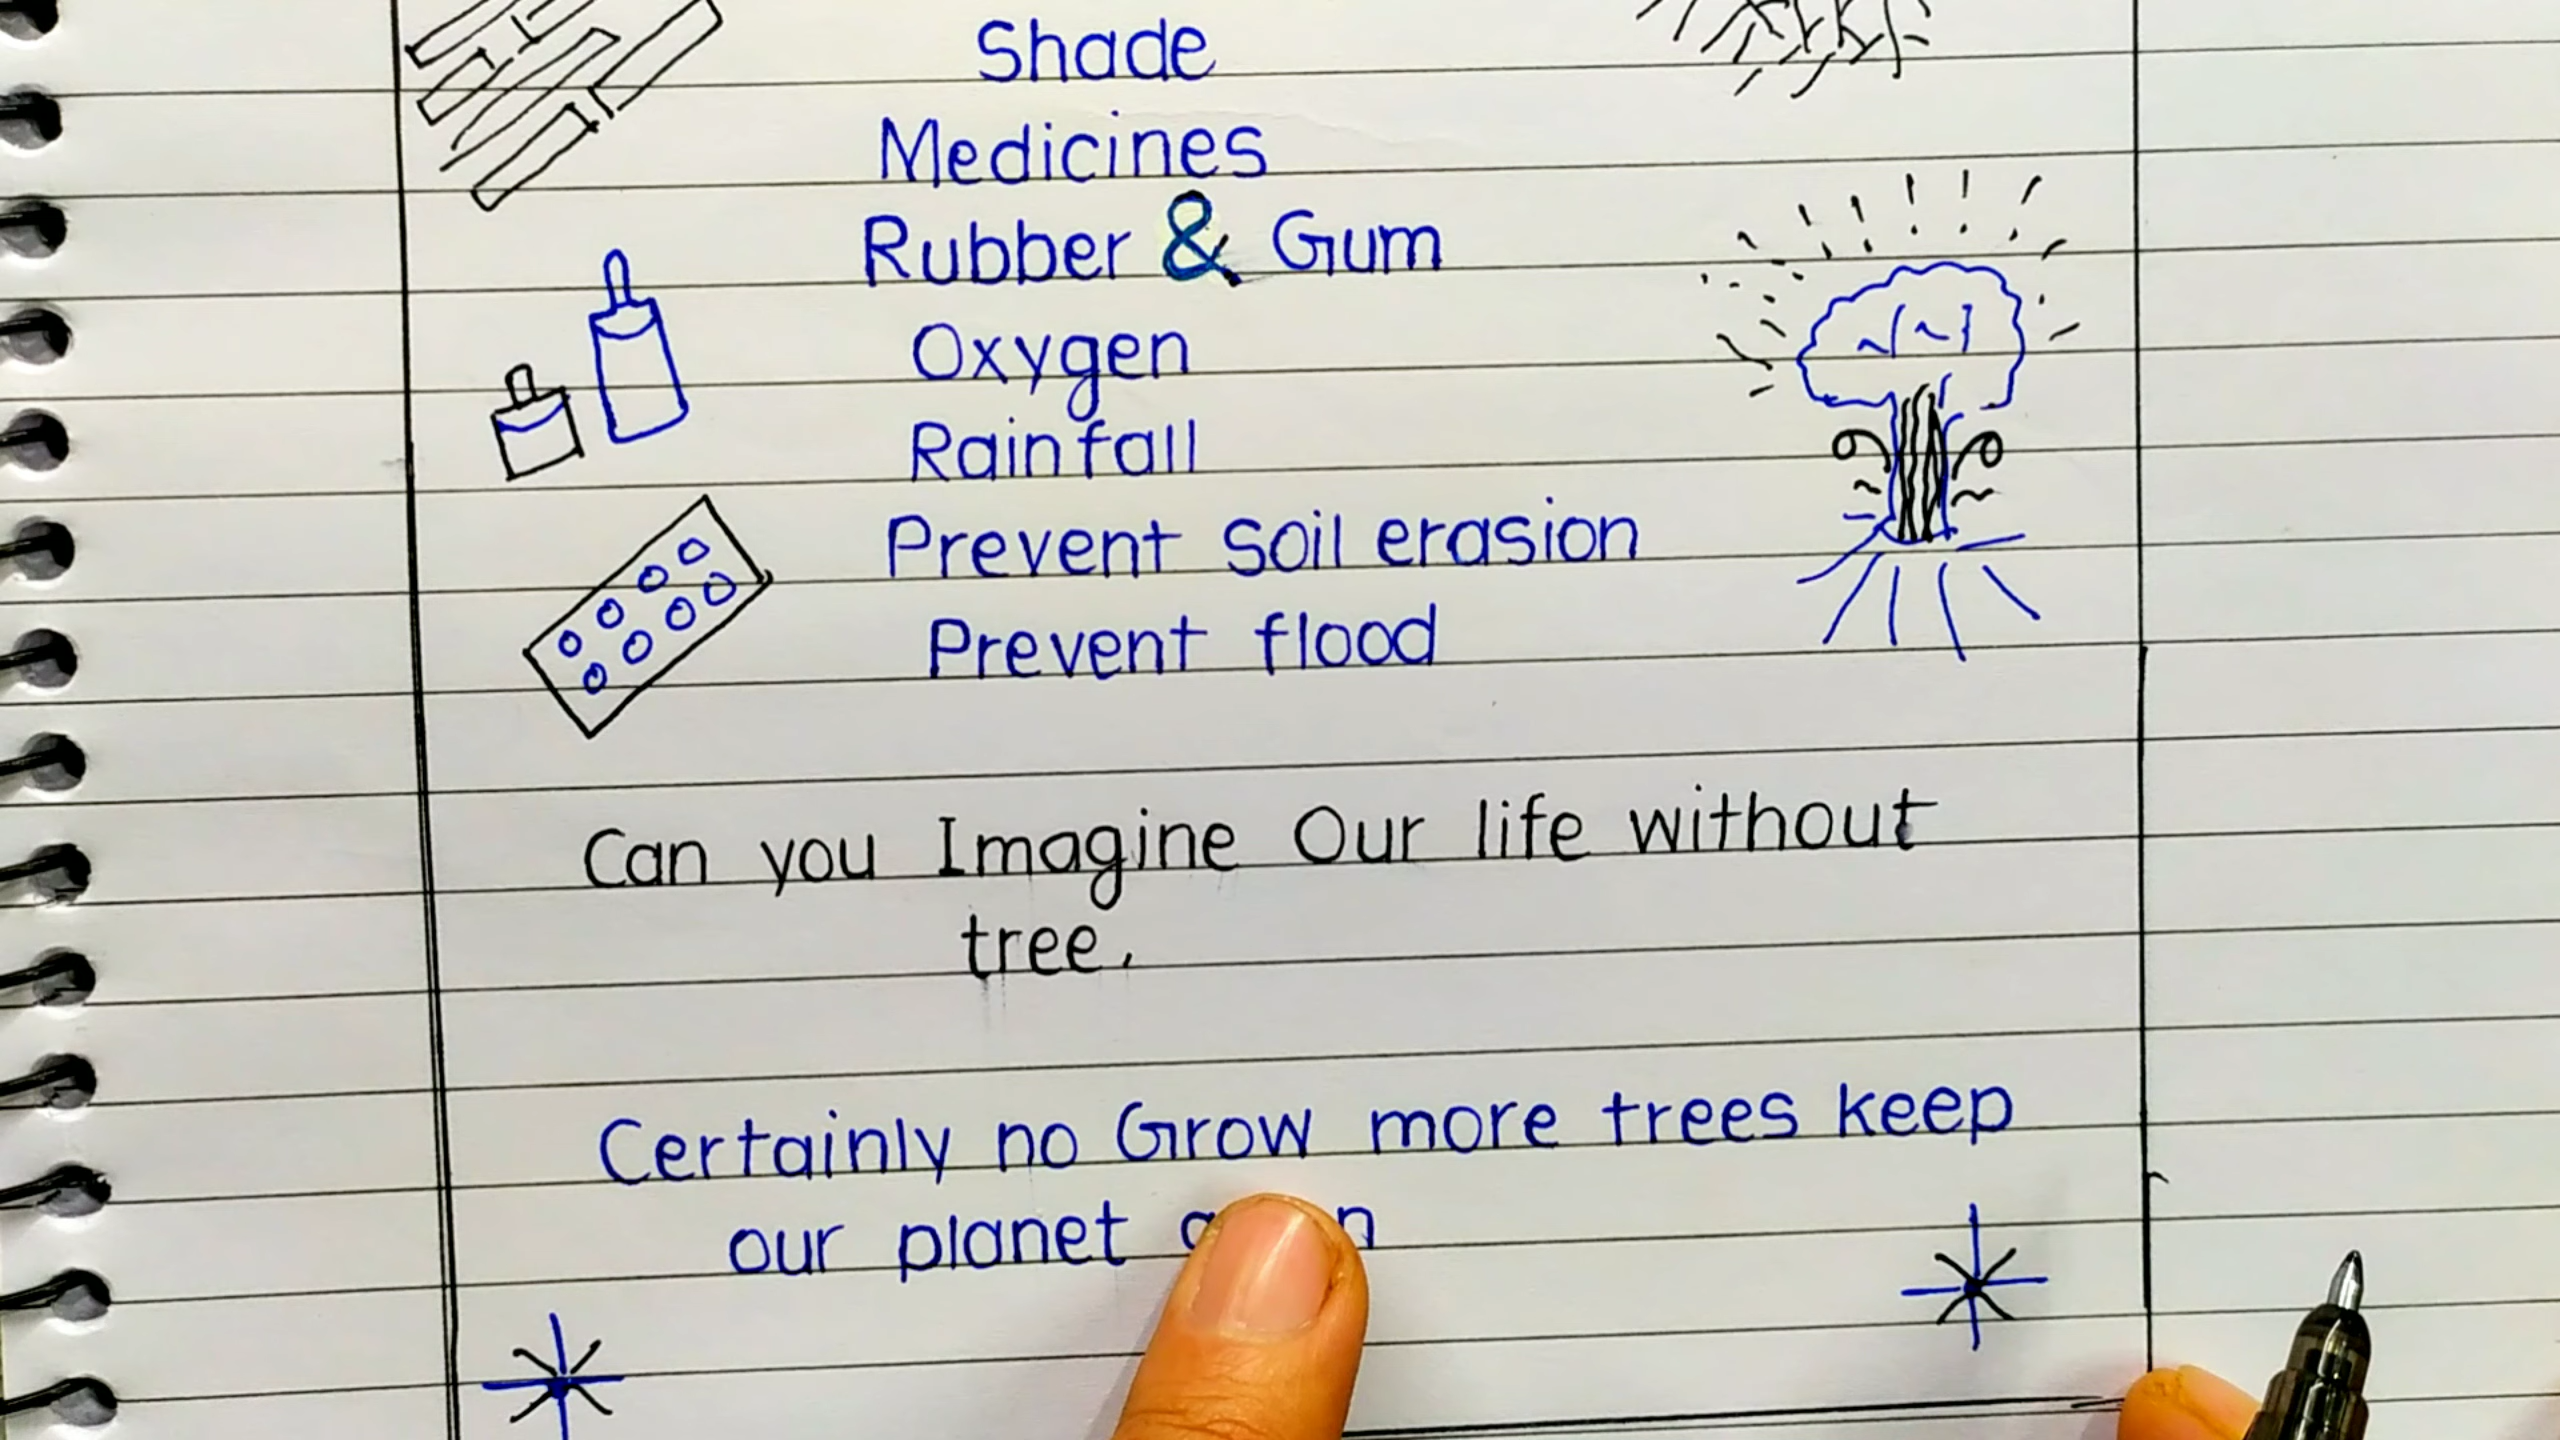 Shade
Medicines
Rubber & Gum
Oxygen
Rainfall
Prevent soil erasion
Prevent flood
Can you Imagine Our life without
tree.
Certainly no Grow more trees keep
our planet